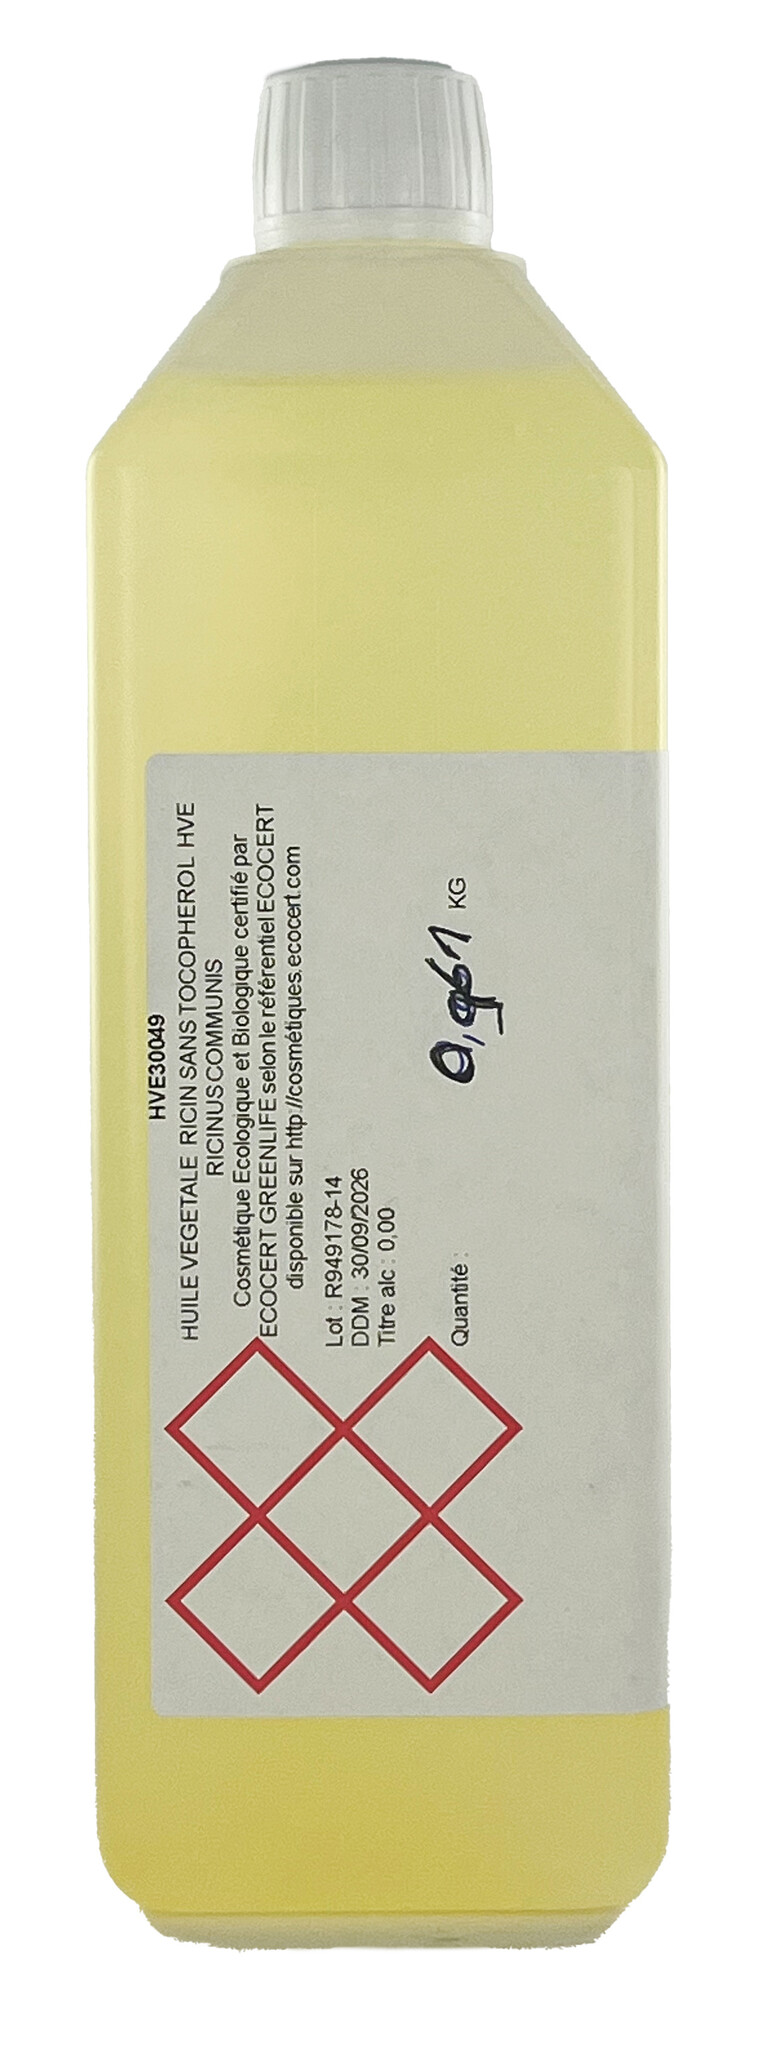 HVE30049
HUILE VEGETALE RICIN SANS TOCOPHEROL HVE
RICINUS COMMUNIS
Cosmétique Ecologique et Biologique certifié par
ECOCERT GREENLIFE selon le référentiel ECOCERT
disponible sur http://cosmétiques.ecocert.com
Lot : R949178-14
DDM : 30/09/2026
Titre alc : 0,00
Quantité : 0,961 KG